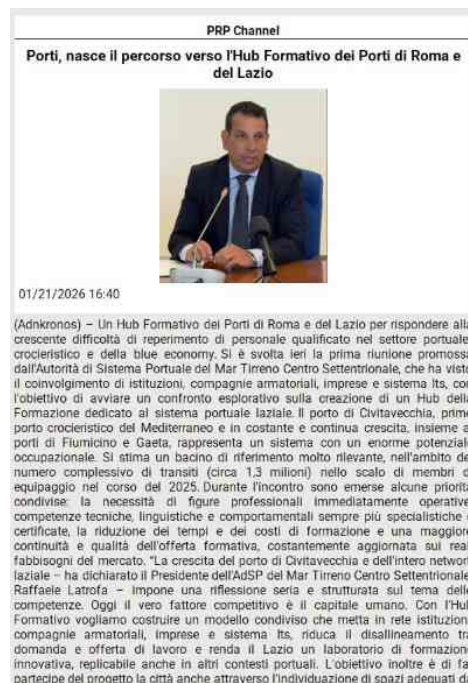 PRP Channel
Porti, nasce il percorso verso l'Hub Formativo dei Porti di Roma e
del Lazio
01/21/2026 16:40
(Adnkronos) – Un Hub Formativo dei Porti di Roma e del Lazio per rispondere alla
crescente difficoltà di reperimento di personale qualificato nel settore portuale,
crocieristico e della blue economy. Si è svolta ieri la prima riunione promossa
dall'Autorità di Sistema Portuale del Mar Tirreno Centro Settentrionale, che ha visto
il coinvolgimento di istituzioni, compagnie armatoriali, imprese e sistema Its, con
l'obiettivo di avviare un confronto esplorativo sulla creazione di un Hub della
Formazione dedicato al sistema portuale laziale. Il porto di Civitavecchia, primo
porto crocieristico del Mediterraneo e in costante e continua crescita, insieme ai
porti di Fiumicino e Gaeta, rappresenta un sistema con un enorme potenziale
occupazionale. Si stima un bacino di riferimento molto rilevante, nell'ambito del
numero complessivo di transiti (circa 1,3 milioni) nello scalo di membri di
equipaggio nel corso del 2025. Durante l'incontro sono emerse alcune priorità
condivise: la necessità di figure professionali immediatamente operative,
competenze tecniche, linguistiche e comportamentali sempre più specialistiche e
certificate, la riduzione dei tempi e dei costi di formazione e una maggiore
continuità e qualità dell'offerta formativa, costantemente aggiornata sui reali
fabbisogni del mercato. "La crescita del porto di Civitavecchia e dell'intero network
laziale – ha dichiarato il Presidente dell'AdSP del Mar Tirreno Centro Settentrionale,
Raffaele Latrofa – impone una riflessione seria e strutturata sul tema delle
competenze. Oggi il vero fattore competitivo è il capitale umano. Con l'Hub
Formativo vogliamo costruire un modello condiviso che metta in rete istituzioni,
compagnie armatoriali, imprese e sistema Its, riduca il disallineamento tra
domanda e offerta di lavoro e renda il Lazio un laboratorio di formazione
innovativa, replicabile anche in altri contesti portuali. L'obiettivo inoltre è di far
partecipe del progetto la città anche attraverso l'individuazione di spazi adeguati di